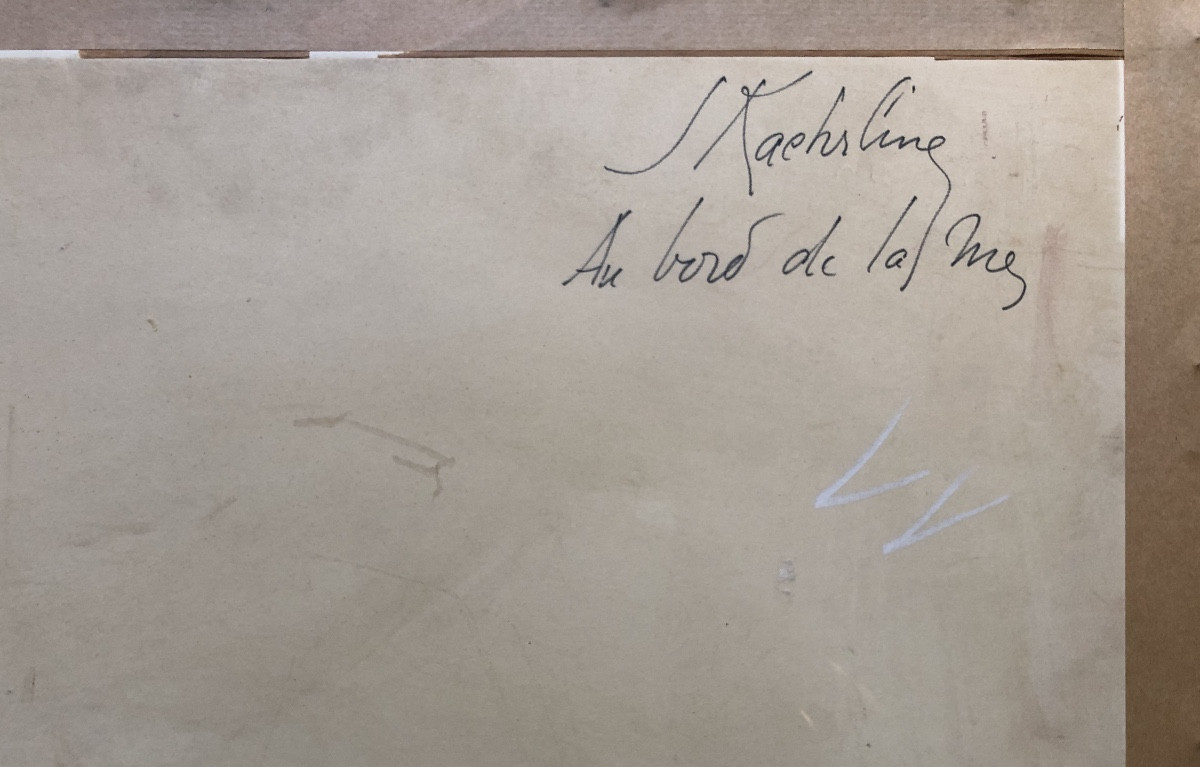 J Kaehrling
Au bord de la Mer